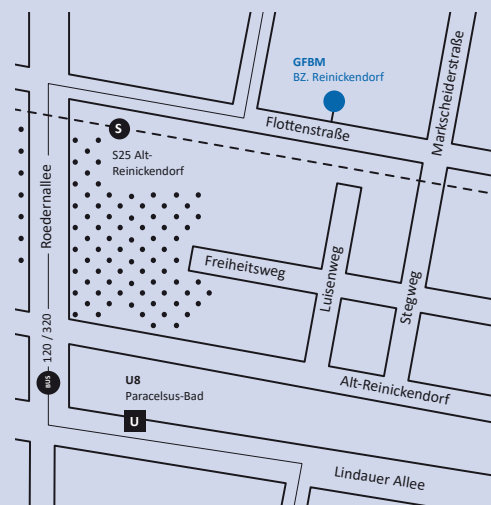 GFBM
BZ. Reinickendorf
Markscheiderstraße
Flottenstraße
S
S25 Alt-
Reinickendorf
Roedernallee
Freiheitsweg
Luisenweg
Stegweg
120 / 320
BUS
U8
Paracelsus-Bad
U
Alt-Reinickendorf
Lindauer Allee